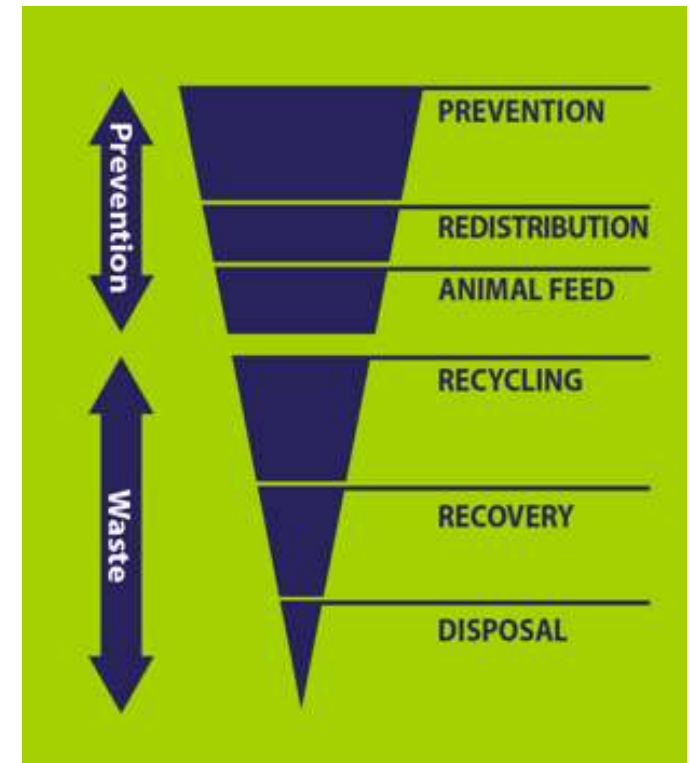 Prevention
PREVENTION
REDISTRIBUTION
ANIMAL FEED
Waste
RECYCLING
RECOVERY
DISPOSAL